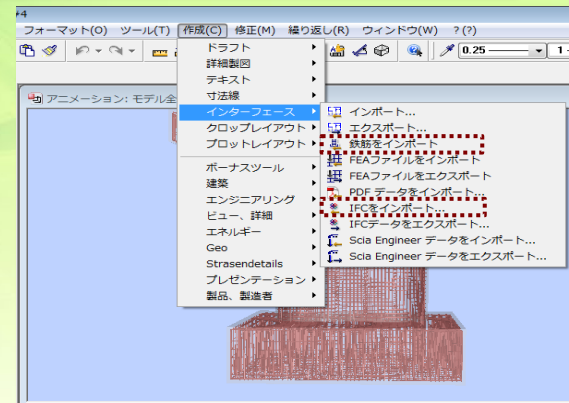 フォーマット(O) ツール(T) 作成(C) 修正(M) 繰り返し(R) ウィンドウ(W) ?(?)
0.25
アニメーション: モデル全
ドラフト
詳細製図
テキスト
寸法線
インターフェース
クロップレイアウト
プロットレイアウト
ボーナスツール
建築
エンジニアリング
ビュー、詳細
エネルギー
Geo
Strasendetails
プレゼンテーション
製品、製造者
インポート...
エクスポート...
鉄筋をインポート
FEAファイルをインポート
FEAファイルをエクスポート
PDF データをインポート...
IFCをインポート...
IFCデータをエクスポート...
Scia Engineer データをインポート...
Scia Engineer データをエクスポート...